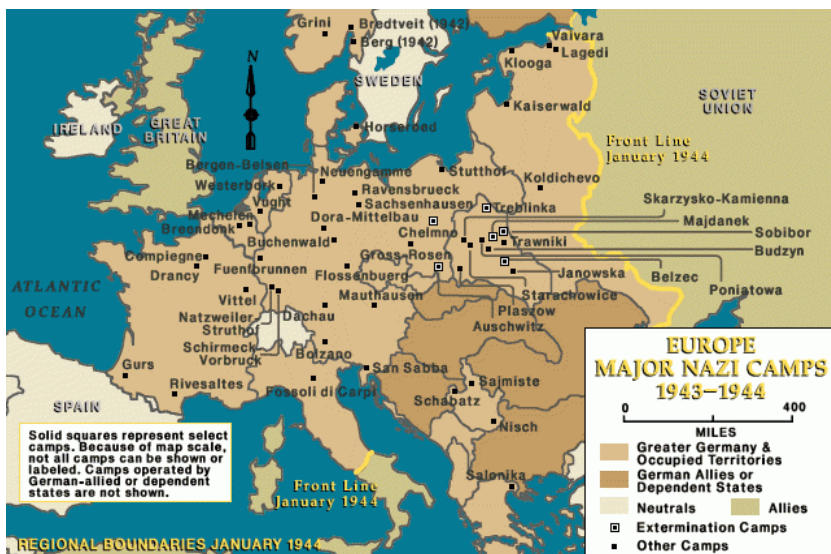 Grini
Bredtveit (1942)
Berg (1942)
Vaivara
Lagedi
Klooga
N
SWEDEN
SOVIET
UNION
Kaiserwald
IRELAND
GREAT
BRITAIN
Horserod
Front Line
January 1944
Bergen-Belsen
Neuengamme
Stutthof
Koldichevo
Westerbork
Ravensbrueck
Vught
Sachsenhausen
Treblinka
Skarzysko-Kamienna
Mechelen
Dora-Mittelbau
Majdanek
Breendonk
Chelmno
Sobibor
Buchenwald
Trawniki
Budzyn
Compiegne
Gross-Rosen
Drancy
Fuenfbrunnen
Flossenbuerg
Janowska
Belzec
Poniatowa
ATLANTIC
OCEAN
Vittel
Mauthausen
Starachowice
Natzweiler-
Struthof
Dachau
Plaszow
Auschwitz
Schirmeck-
Vorbruck
Bolzano
Gurs
San Sabba
Rivesaltes
Fossoli di Carpi
Sajmiste
Schabatz
SPAIN
Nisch
Salonika
Front Line
January 1944
Solid squares represent select
camps. Because of map scale,
not all camps can be shown or
labeled. Camps operated by
German-allied or dependent
states are not shown.
REGIONAL BOUNDARIES JANUARY 1944
EUROPE
MAJOR NAZI CAMPS
1943–1944
0 400
MILES
Greater Germany &
Occupied Territories
German Allies or
Dependent States
Neutrals Allies
Extermination Camps
Other Camps